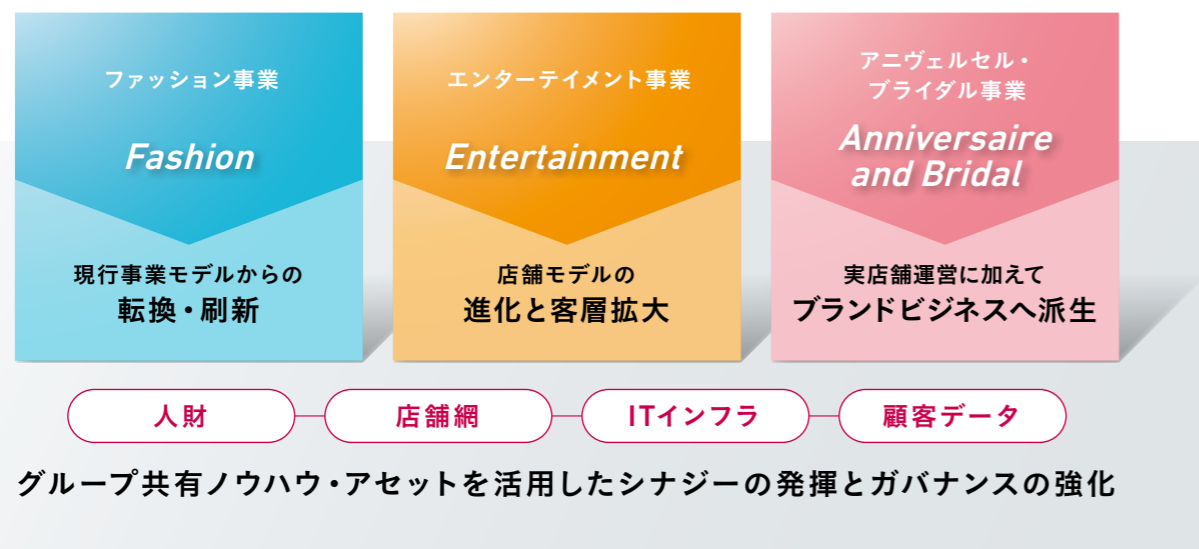 ファッション事業
Fashion
現行事業モデルからの
転換・刷新
エンターテイメント事業
Entertainment
店舗モデルの
進化と客層拡大
アニヴェルセル・
ブライダル事業
Anniversaire
and Bridal
実店舗運営に加えて
ブランドビジネスへ派生
人財
店舗網
ITインフラ
顧客データ
グループ共有ノウハウ・アセットを活用したシナジーの発揮とガバナンスの強化